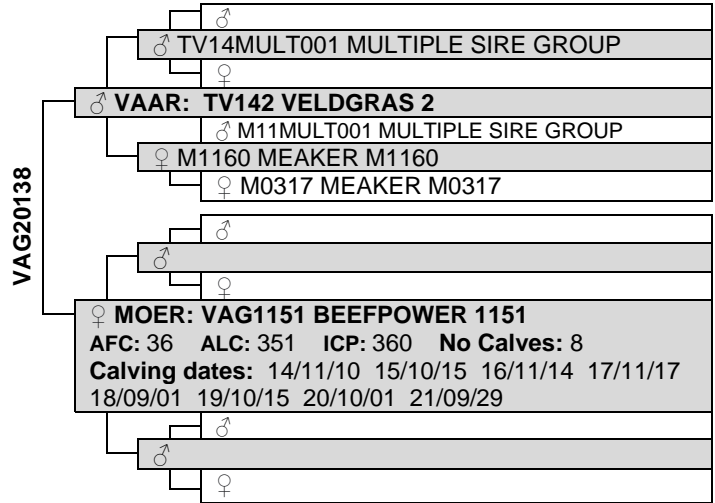 ♂
♂ TV14MULT001 MULTIPLE SIRE GROUP
♀
♂ VAAR: TV142 VELDGRAS 2
♂ M11MULT001 MULTIPLE SIRE GROUP
♀ M1160 MEAKER M1160
♀ M0317 MEAKER M0317
VAG20138
♂
♂
♀
♀ MOER: VAG1151 BEEFPOWER 1151
AFC: 36 ALC: 351 ICP: 360 No Calves: 8
Calving dates: 14/11/10 15/10/15 16/11/14 17/11/17
18/09/01 19/10/15 20/10/01 21/09/29
♂
♂
♀